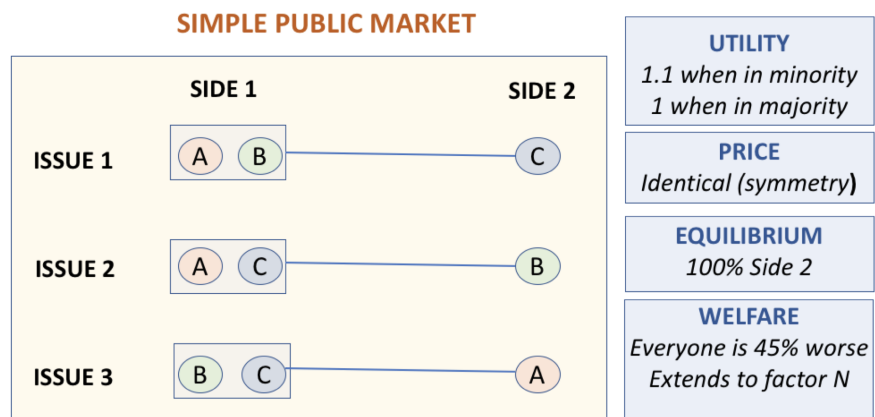 SIMPLE PUBLIC MARKET
SIDE 1
SIDE 2
ISSUE 1
A
B
C
ISSUE 2
A
C
B
ISSUE 3
B
C
A
UTILITY
1.1 when in minority
1 when in majority
PRICE
Identical (symmetry)
EQUILIBRIUM
100% Side 2
WELFARE
Everyone is 45% worse
Extends to factor N